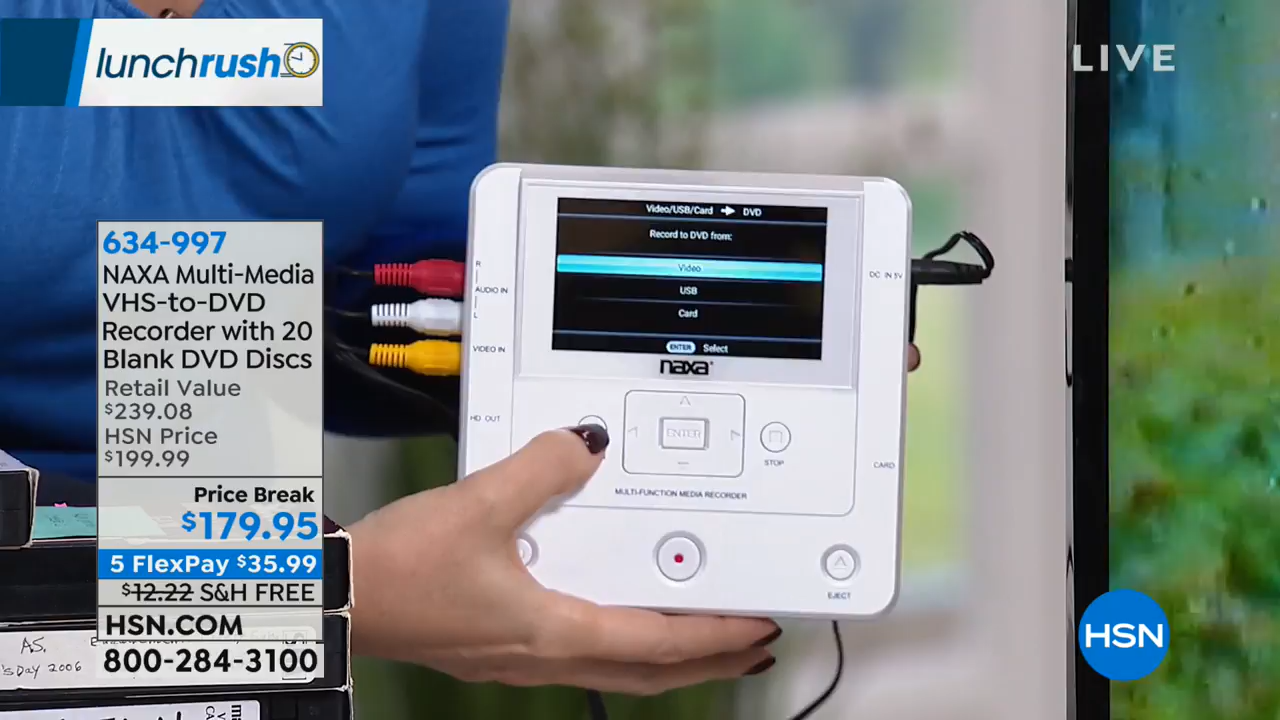 lunchrush
LIVE
634-997
NAXA Multi-Media
VHS-to-DVD
Recorder with 20
Blank DVD Discs
Retail Value
$239.08
HSN Price
$199.99
Price Break
$179.95
5 FlexPay $35.99
$12.22 S&H FREE
HSN.COM
800-284-3100
Video/USB/Card DVD
Record to DVD from:
Video
USB
Card
ENTER Select
naxa
R
AUDIO IN
L
VIDEO IN
HD OUT
DC IN 5V
CARD
ENTER
STOP
MULTI-FUNCTION MEDIA RECORDER
EJECT
AS.
'sDAY 2006
HSN